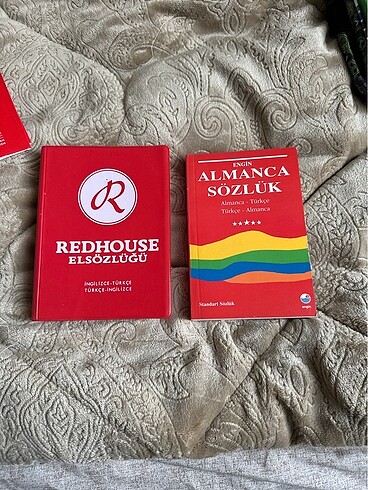 R
REDHOUSE
ELSÖZLÜĞÜ
İNGİLİZCE-TÜRKÇE
TÜRKÇE-İNGİLİZCE
ENGİN
ALMANCA
SÖZLÜK
Almanca - Türkçe
Türkçe - Almanca
Standart Sözlük
engin